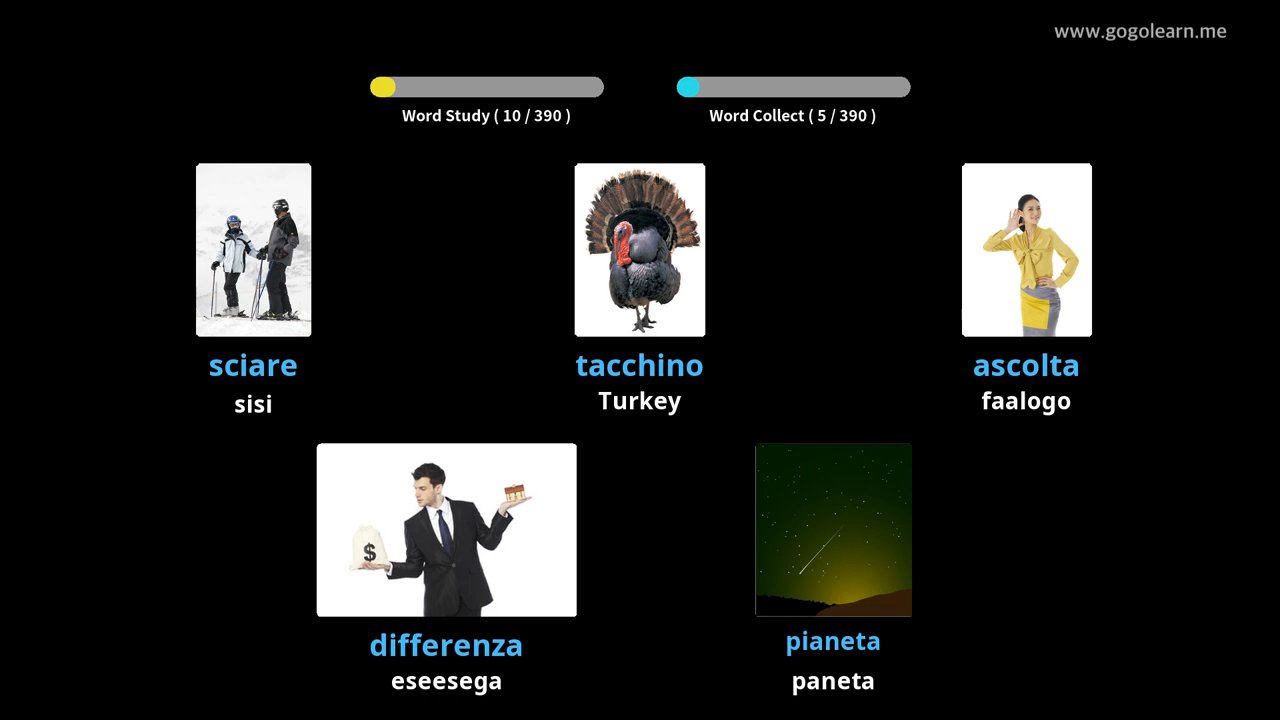 www.gogolearn.me
Word Study ( 10 / 390 )
Word Collect ( 5 / 390 )
sciare
sisi
tacchino
Turkey
ascolta
faalogo
$
differenza
eseesega
pianeta
paneta